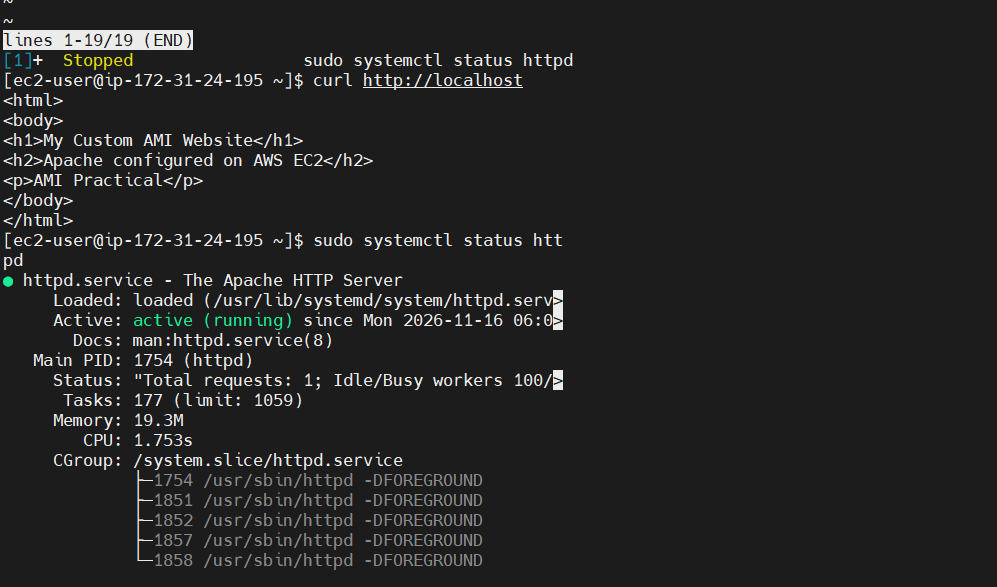 ~
~
lines 1-19/19 (END)
[1]+  Stopped                 sudo systemctl status httpd
[ec2-user@ip-172-31-24-195 ~]$ curl http://localhost
<html>
<body>
<h1>My Custom AMI Website</h1>
<h2>Apache configured on AWS EC2</h2>
<p>AMI Practical</p>
</body>
</html>
[ec2-user@ip-172-31-24-195 ~]$ sudo systemctl status htt
pd
● httpd.service - The Apache HTTP Server
     Loaded: loaded (/usr/lib/systemd/system/httpd.serv>
     Active: active (running) since Mon 2026-11-16 06:0>
       Docs: man:httpd.service(8)
   Main PID: 1754 (httpd)
     Status: "Total requests: 1; Idle/Busy workers 100/>
      Tasks: 177 (limit: 1059)
     Memory: 19.3M
        CPU: 1.753s
     CGroup: /system.slice/httpd.service
             ├─1754 /usr/sbin/httpd -DFOREGROUND
             ├─1851 /usr/sbin/httpd -DFOREGROUND
             ├─1852 /usr/sbin/httpd -DFOREGROUND
             ├─1857 /usr/sbin/httpd -DFOREGROUND
             └─1858 /usr/sbin/httpd -DFOREGROUND